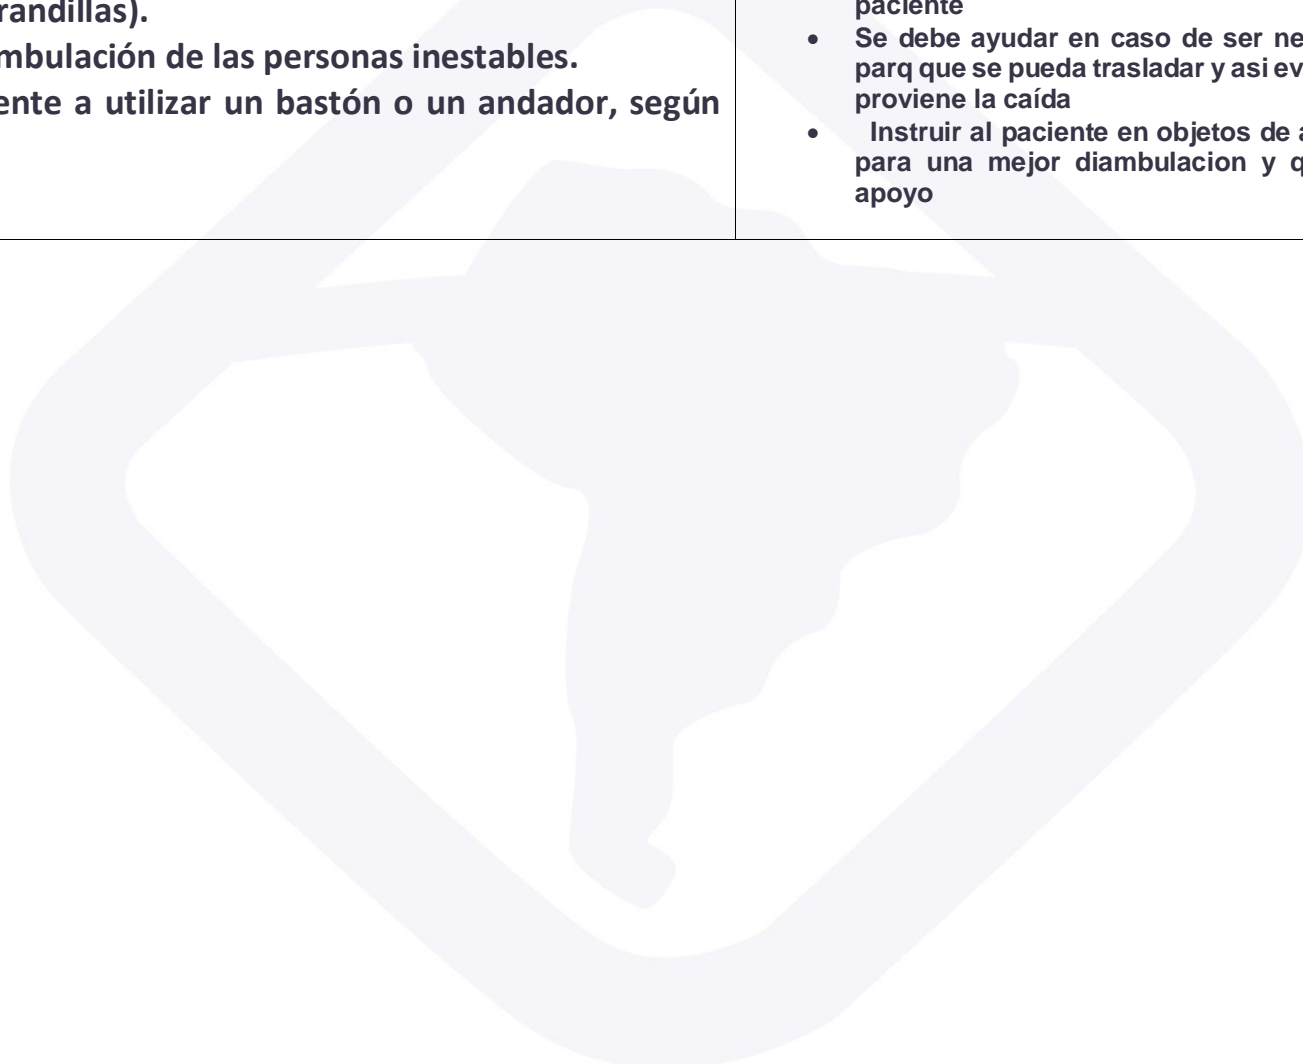 randillas).
mbulación de las personas inestables.
ente a utilizar un bastón o un andador, según
paciente
• Se debe ayudar en caso de ser ne
parq que se pueda trasladar y asi ev
proviene la caída
• Instruir al paciente en objetos de a
para una mejor diambulacion y q
apoyo